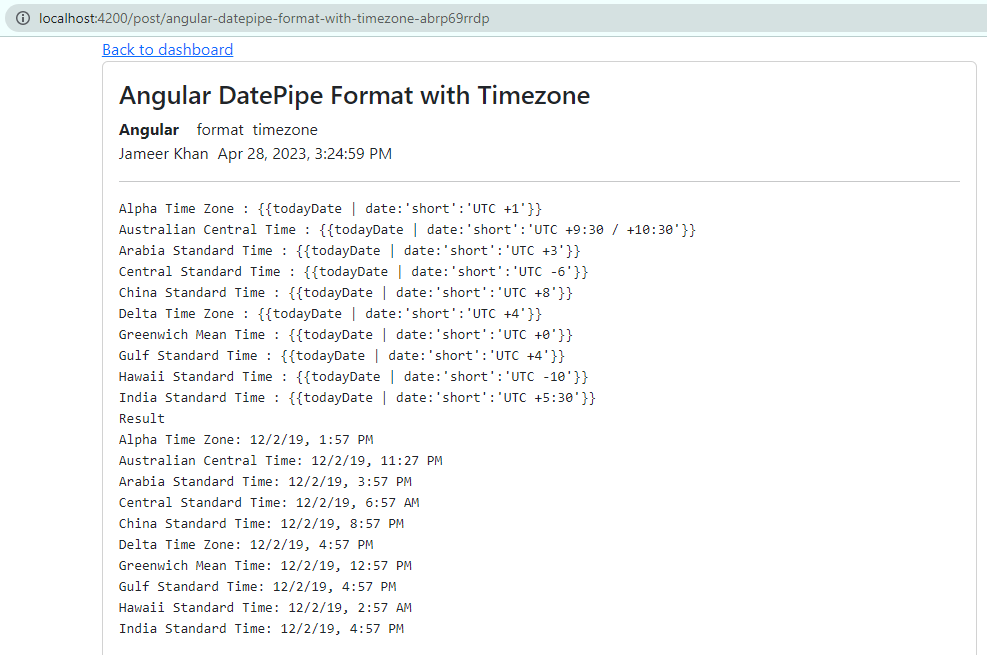 localhost:4200/post/angular-datepipe-format-with-timezone-abrp69rrdp
Back to dashboard
Angular DatePipe Format with Timezone
Angular format timezone
Jameer Khan Apr 28, 2023, 3:24:59 PM
Alpha Time Zone : {{todayDate | date:'short':'UTC +1'}}
Australian Central Time : {{todayDate | date:'short':'UTC +9:30 / +10:30'}}
Arabia Standard Time : {{todayDate | date:'short':'UTC +3'}}
Central Standard Time : {{todayDate | date:'short':'UTC -6'}}
China Standard Time : {{todayDate | date:'short':'UTC +8'}}
Delta Time Zone : {{todayDate | date:'short':'UTC +4'}}
Greenwich Mean Time : {{todayDate | date:'short':'UTC +0'}}
Gulf Standard Time : {{todayDate | date:'short':'UTC +4'}}
Hawaii Standard Time : {{todayDate | date:'short':'UTC -10'}}
India Standard Time : {{todayDate | date:'short':'UTC +5:30'}}
Result
Alpha Time Zone: 12/2/19, 1:57 PM
Australian Central Time: 12/2/19, 11:27 PM
Arabia Standard Time: 12/2/19, 3:57 PM
Central Standard Time: 12/2/19, 6:57 AM
China Standard Time: 12/2/19, 8:57 PM
Delta Time Zone: 12/2/19, 4:57 PM
Greenwich Mean Time: 12/2/19, 12:57 PM
Gulf Standard Time: 12/2/19, 4:57 PM
Hawaii Standard Time: 12/2/19, 2:57 AM
India Standard Time: 12/2/19, 4:57 PM